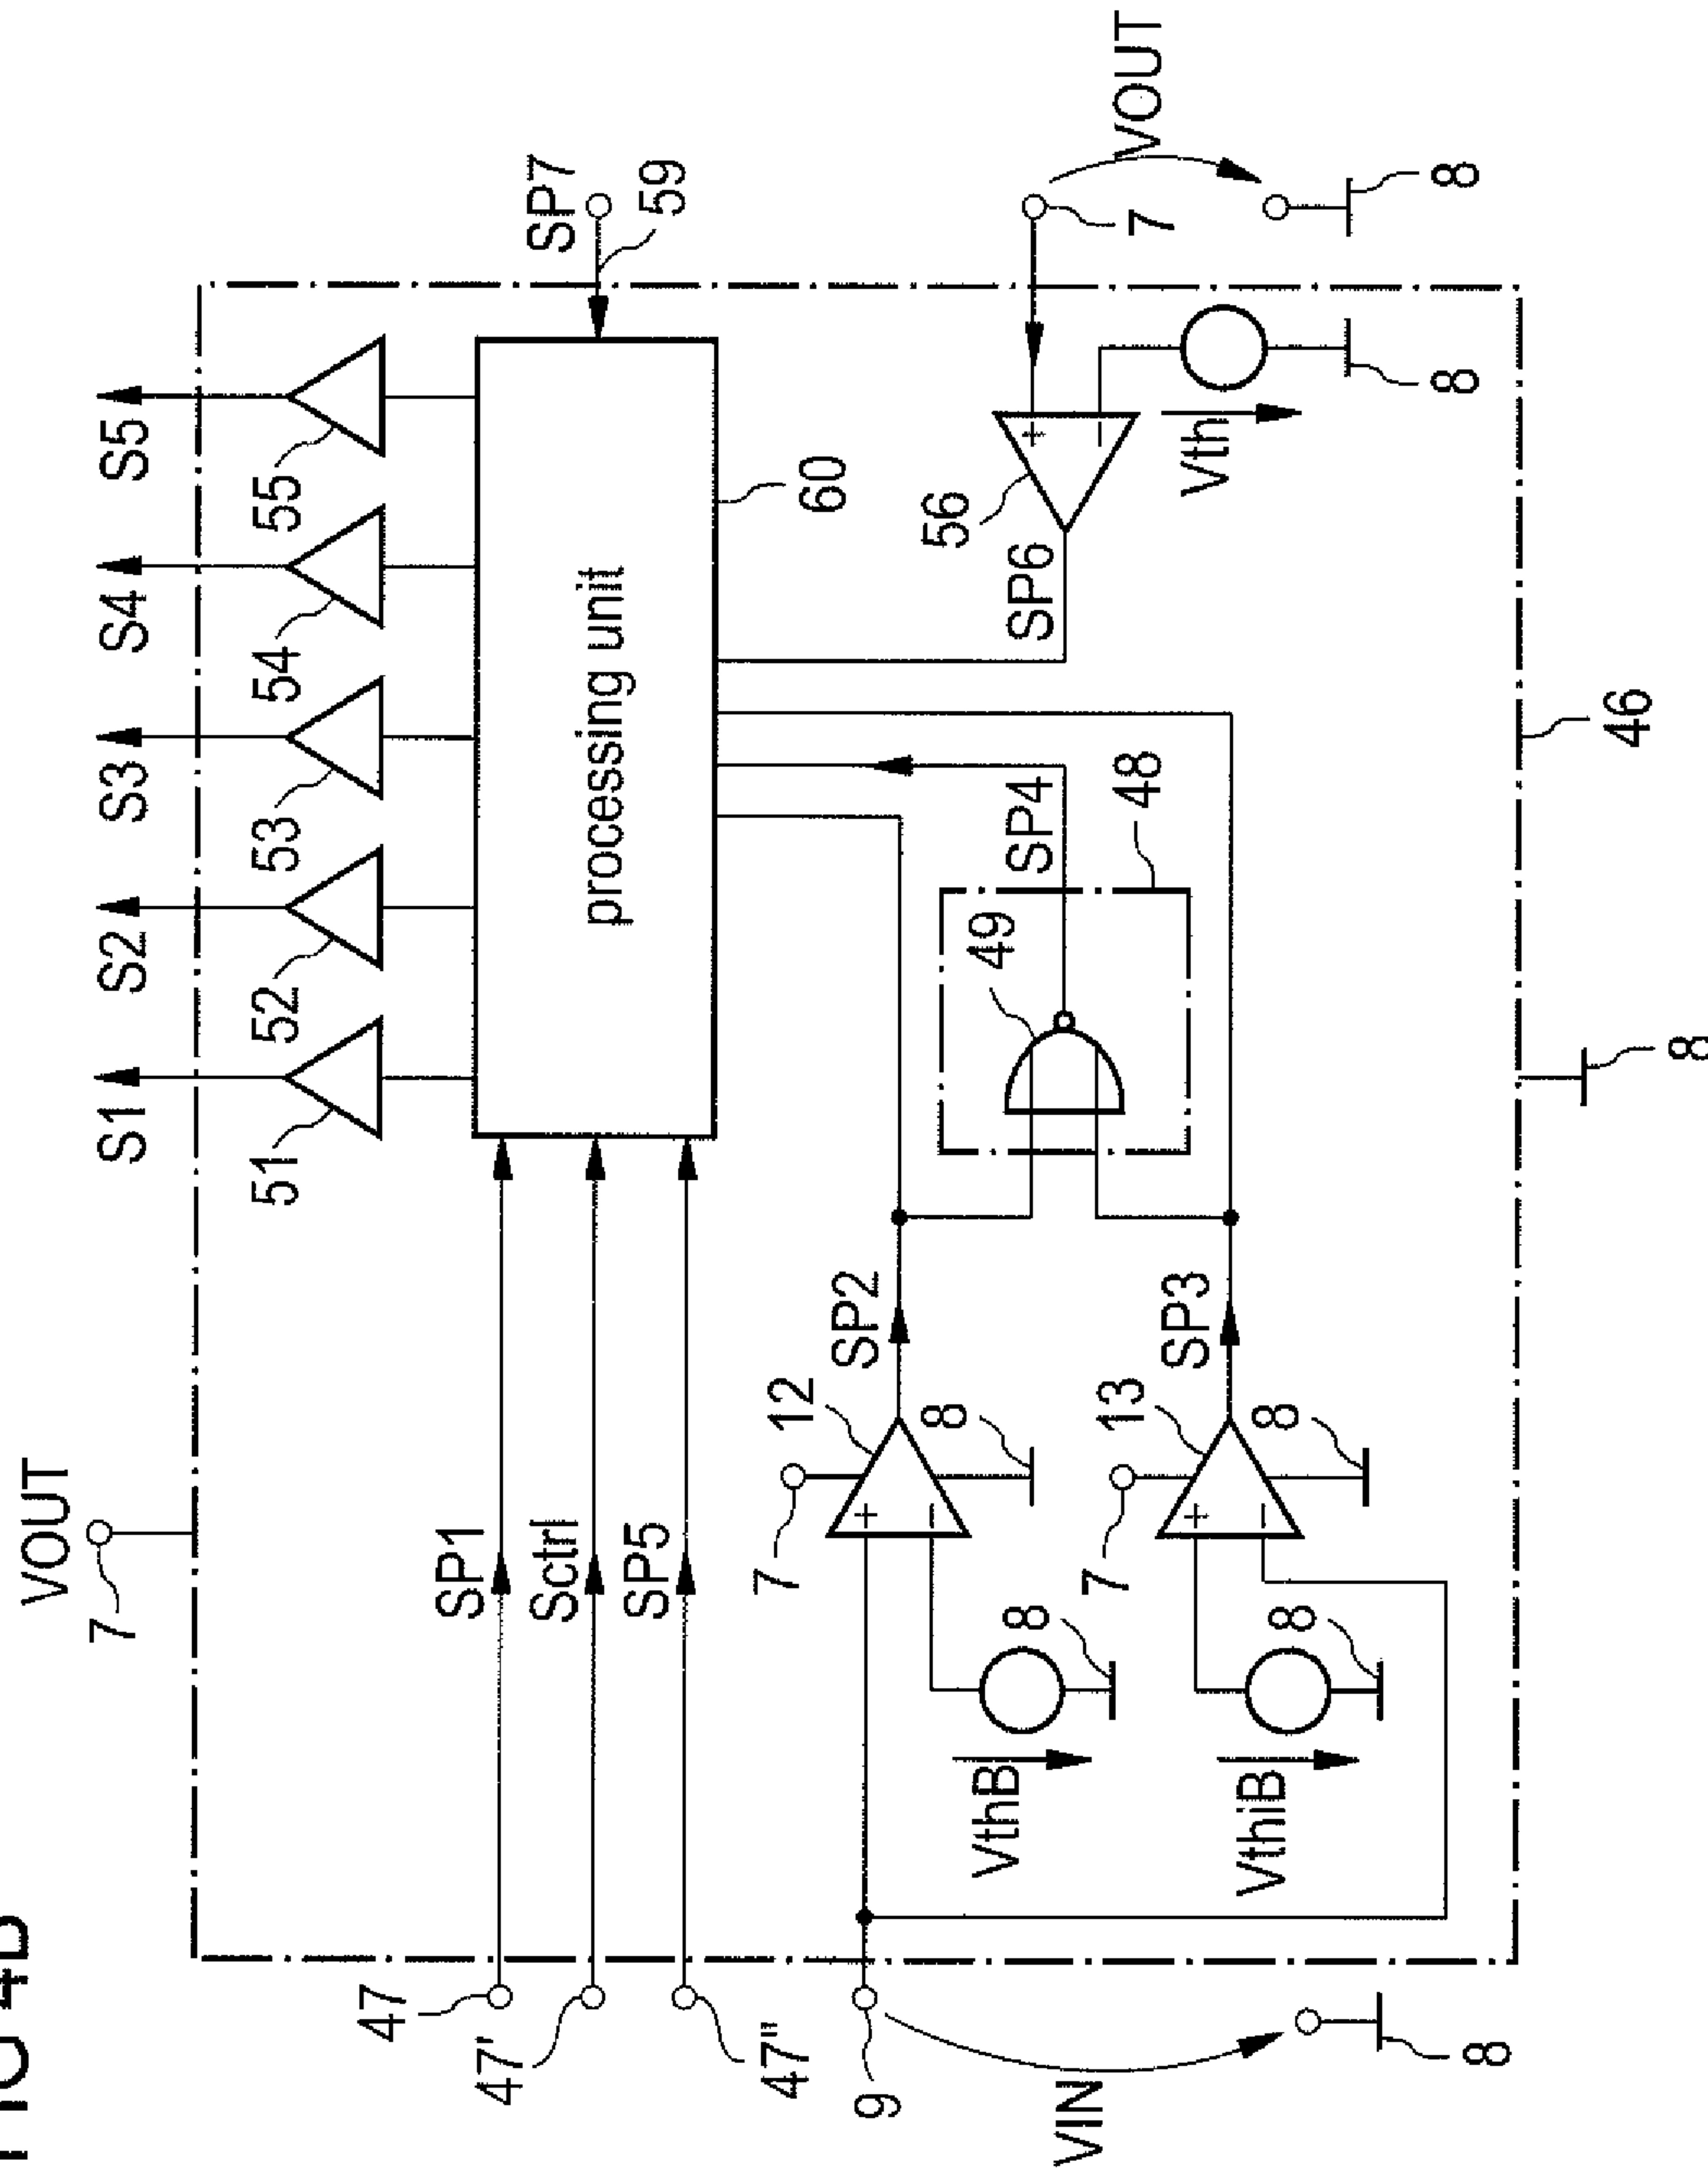 FIG 4B
VOUT
7
S1
S2
S3
S4
S5
51
52
53
54
55
SP7
59
47
SP1
47'
Sctrl
47"
SP5
processing unit
60
9
VIN
8
7
12
SP2
8
VthB
8
7
13
SP3
8
VthiB
8
49
SP4
48
SP6
56
+
−
Vth
8
7
VOUT
8
+
−
+
−
46
8